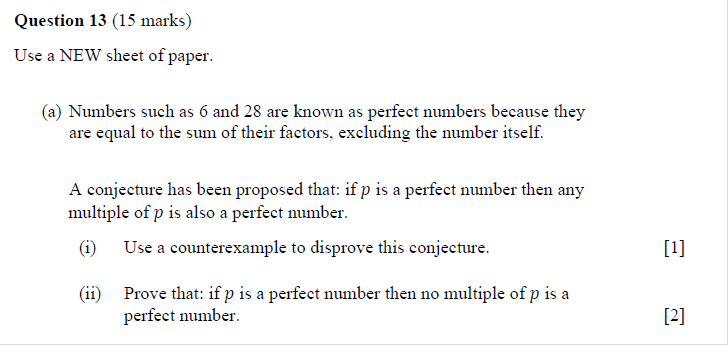 Question 13 (15 marks)
Use a NEW sheet of paper.
(a) Numbers such as 6 and 28 are known as perfect numbers because they
are equal to the sum of their factors, excluding the number itself.
A conjecture has been proposed that: if p is a perfect number then any
multiple of p is also a perfect number.
(i) Use a counterexample to disprove this conjecture. [1]
(ii) Prove that: if p is a perfect number then no multiple of p is a
perfect number. [2]